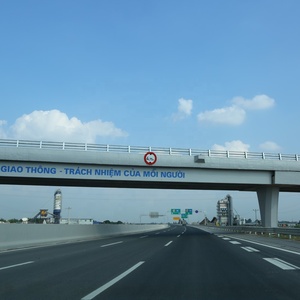 GIAO THÔNG - TRÁCH NHIỆM CỦA MỖI NGƯỜI